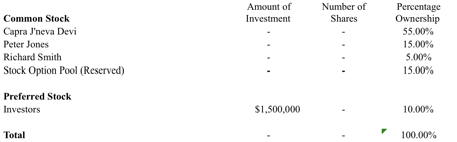 Amount of Number of Percentage
Common Stock Investment Shares Ownership
Capra J'neva Devi - - 55.00%
Peter Jones - - 15.00%
Richard Smith - - 5.00%
Stock Option Pool (Reserved) - - 15.00%
Preferred Stock
Investors $1,500,000 - 10.00%
Total - - 100.00%